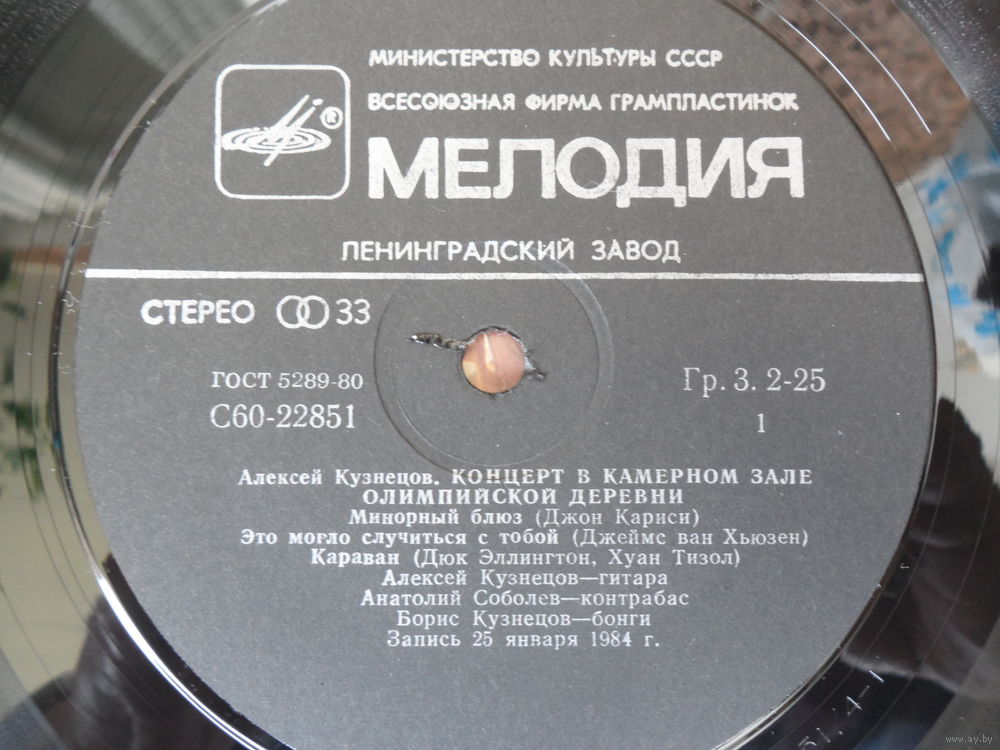 МИНИСТЕРСТВО КУЛЬТУРЫ СССР
ВСЕСОЮЗНАЯ ФИРМА ГРАМПЛАСТИНОК
®
МЕЛОДИЯ
ЛЕНИНГРАДСКИЙ ЗАВОД
СТЕРЕО 33
ГОСТ 5289-80
Гр. 3. 2-25
С60-22851
1
Алексей Кузнецов. КОНЦЕРТ В КАМЕРНОМ ЗАЛЕ
ОЛИМПИЙСКОЙ ДЕРЕВНИ
Минорный блюз (Джон Кариси)
Это могло случиться с тобой (Джеймс ван Хьюзен)
Караван (Дюк Эллингтон, Хуан Тизол)
Алексей Кузнецов—гитара
Анатолий Соболев—контрабас
Борис Кузнецов—бонги
Запись 25 января 1984 г.
www.ay.by